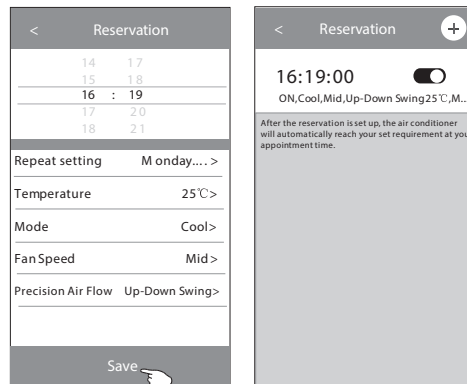 < Reservation
14 17
15 18
16 : 19
17 20
18 21
Repeat setting Monday....>
Temperature 25℃>
Mode Cool>
Fan Speed Mid>
Precision Air Flow Up-Down Swing>
Save
< Reservation +
16:19:00
ON,Cool,Mid,Up-Down Swing25℃,M..
After the reservation is set up, the air conditioner
will automatically reach your set requirement at you
appointment time.